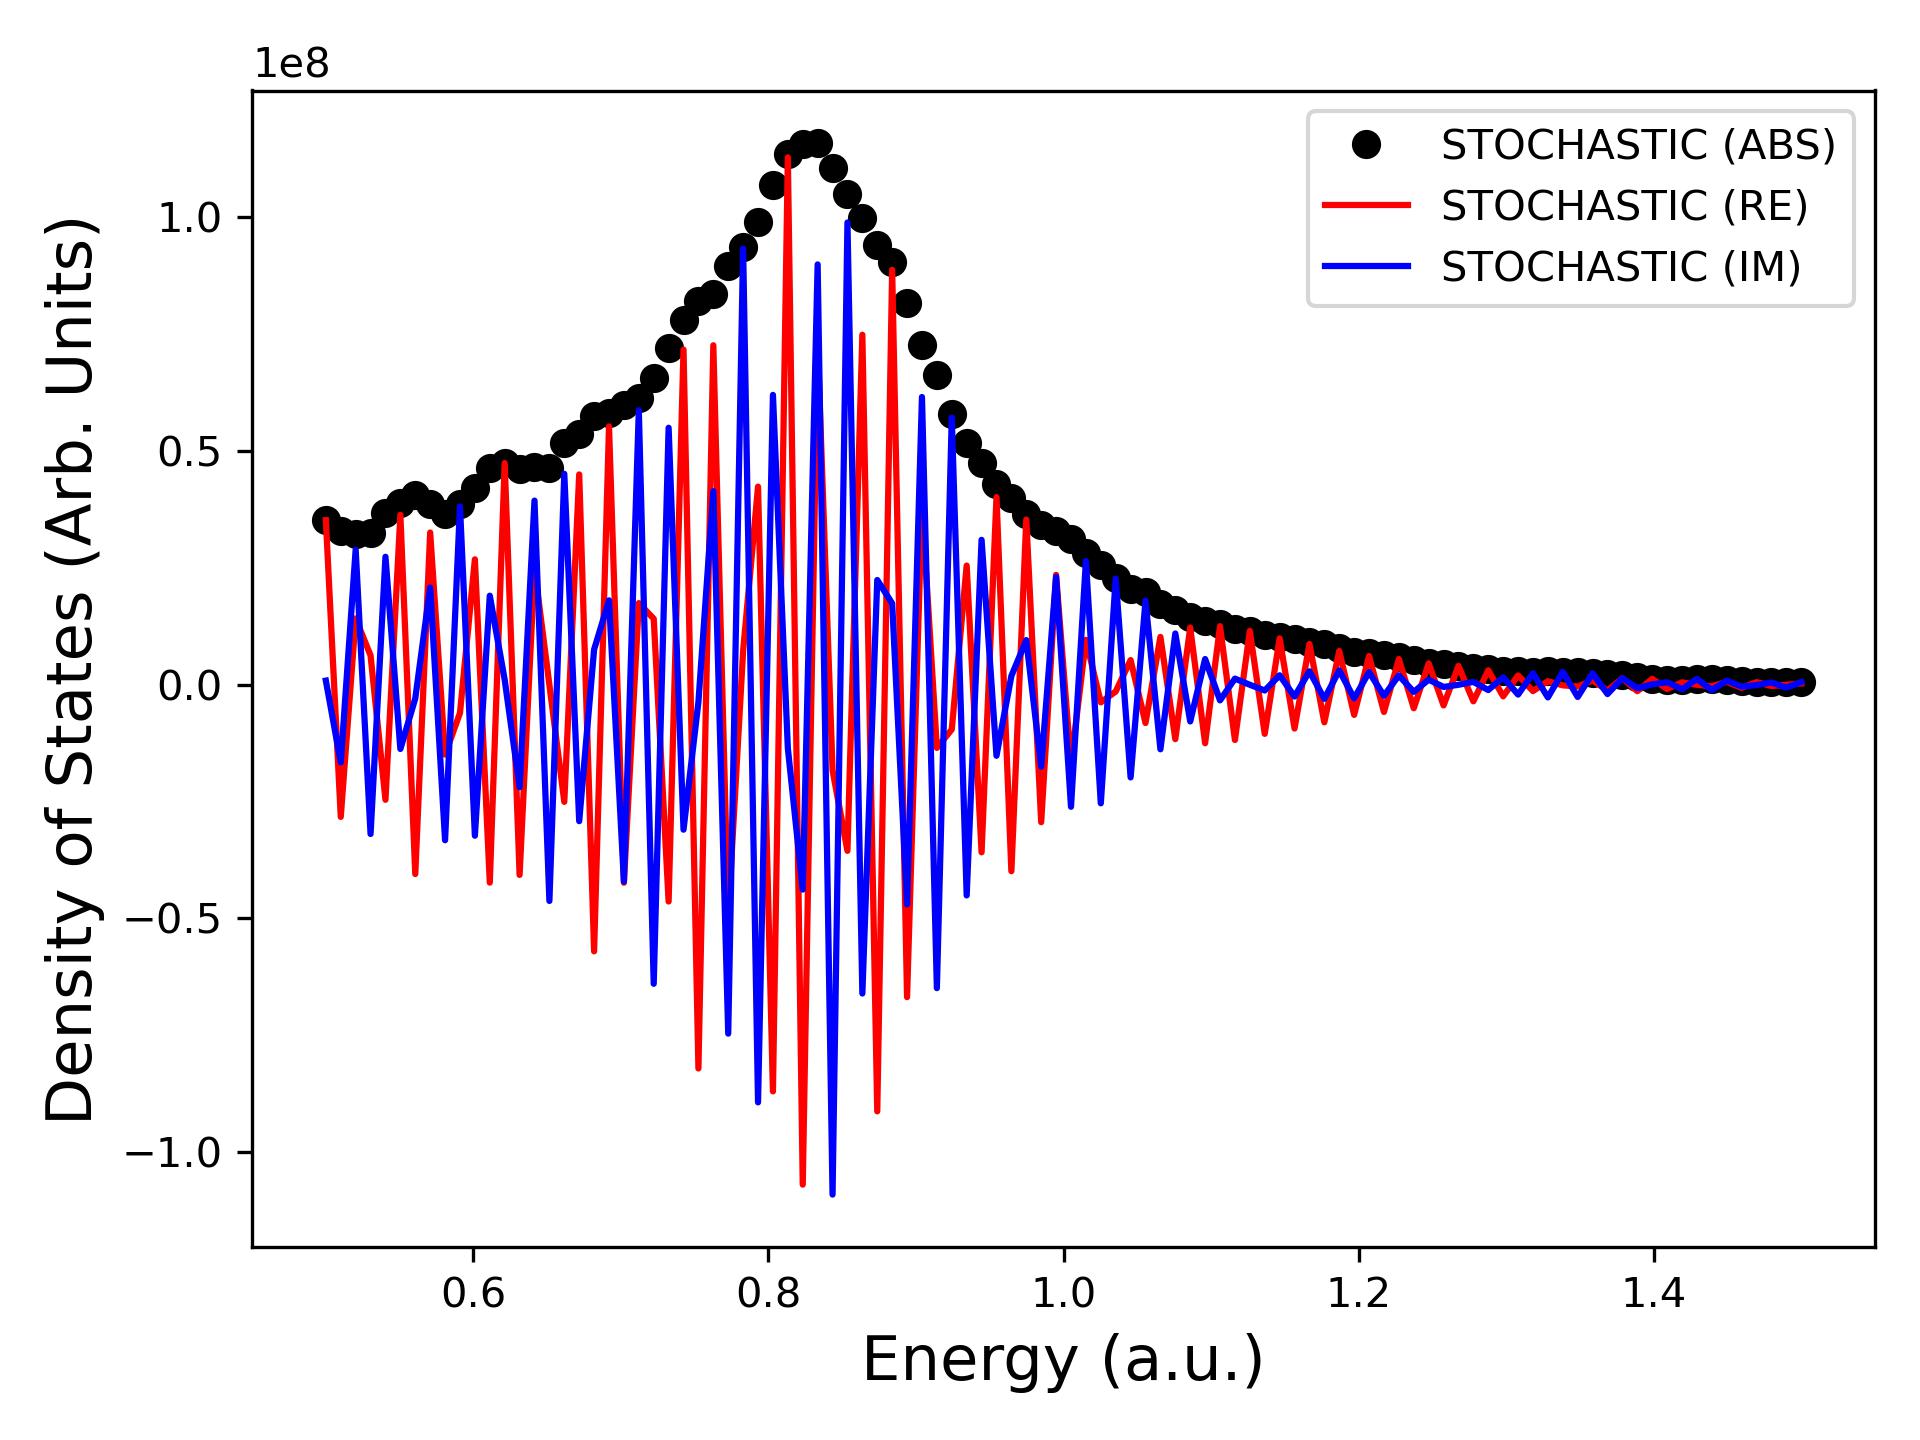 1e8
Density of States (Arb. Units)
1.0
0.5
0.0
−0.5
−1.0
STOCHASTIC (ABS)
STOCHASTIC (RE)
STOCHASTIC (IM)
0.6 0.8 1.0 1.2 1.4
Energy (a.u.)